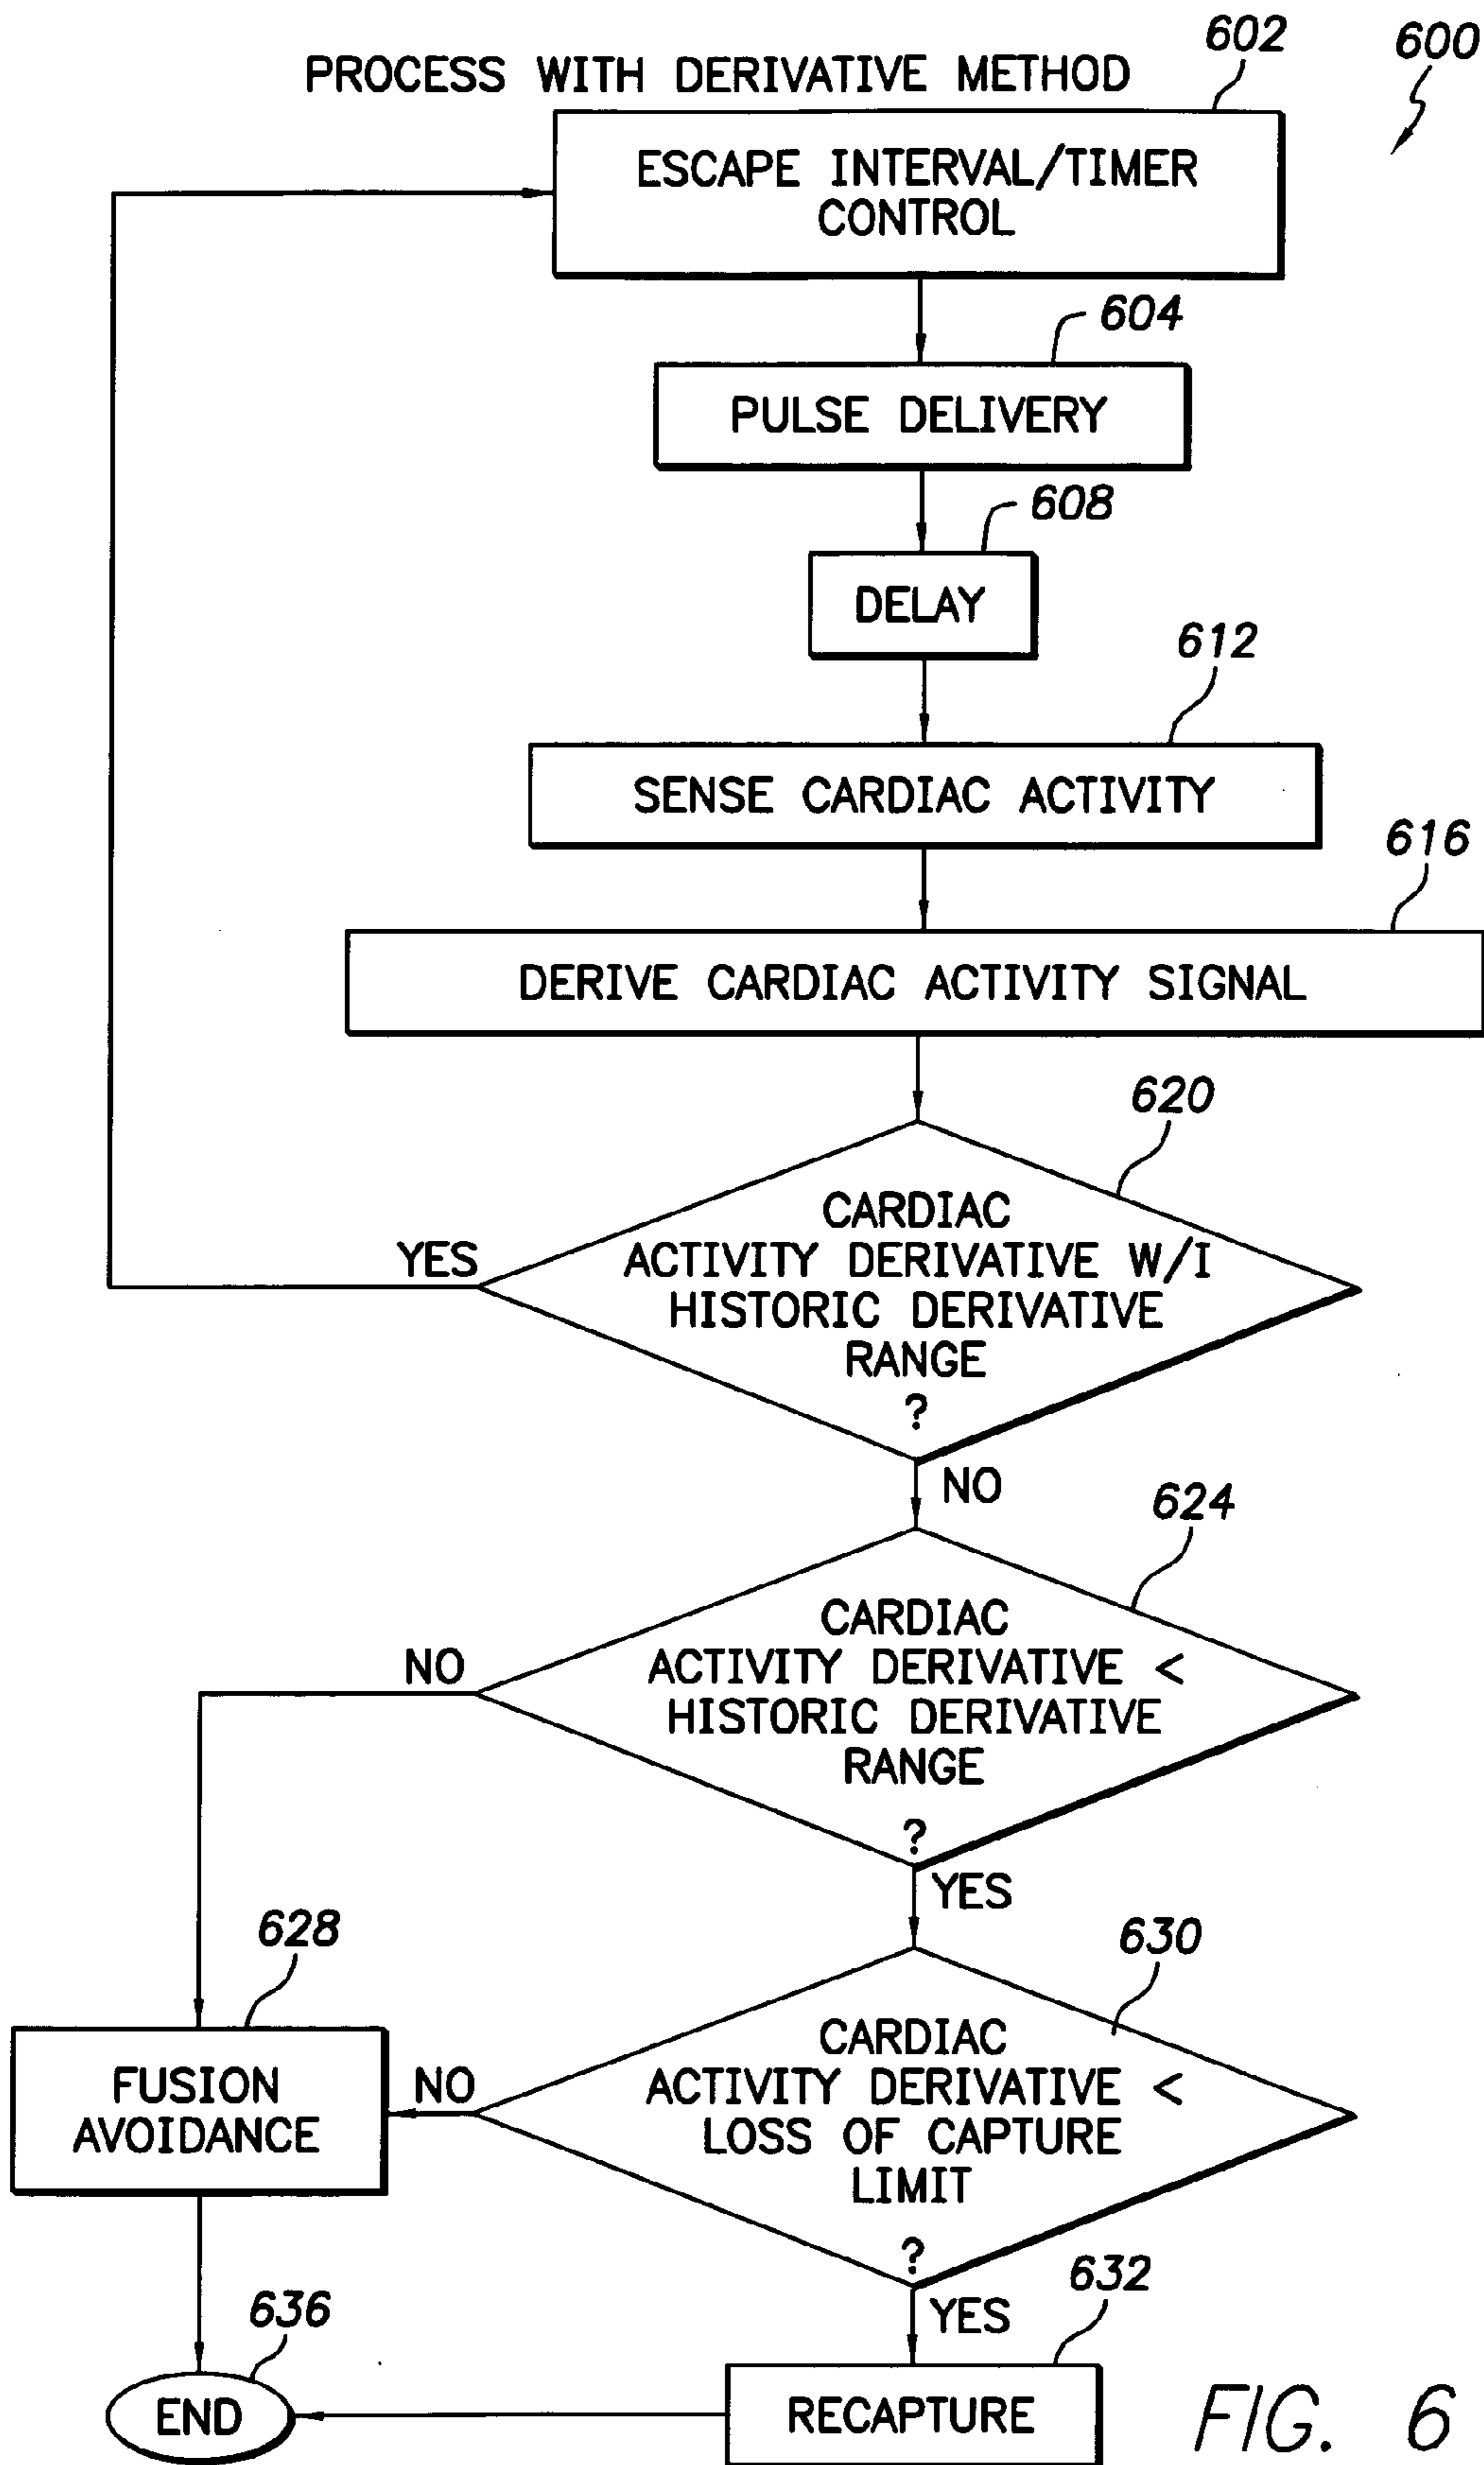 602
600
PROCESS WITH DERIVATIVE METHOD
ESCAPE INTERVAL/TIMER
CONTROL
604
PULSE DELIVERY
608
DELAY
612
SENSE CARDIAC ACTIVITY
616
DERIVE CARDIAC ACTIVITY SIGNAL
620
CARDIAC
YES
ACTIVITY DERIVATIVE W/I
HISTORIC DERIVATIVE
RANGE
?
NO
624
CARDIAC
NO
ACTIVITY DERIVATIVE <
HISTORIC DERIVATIVE
RANGE
?
YES
628
630
CARDIAC
FUSION
AVOIDANCE
NO
ACTIVITY DERIVATIVE <
LOSS OF CAPTURE
LIMIT
?
YES
632
636
END
RECAPTURE
FIG. 6